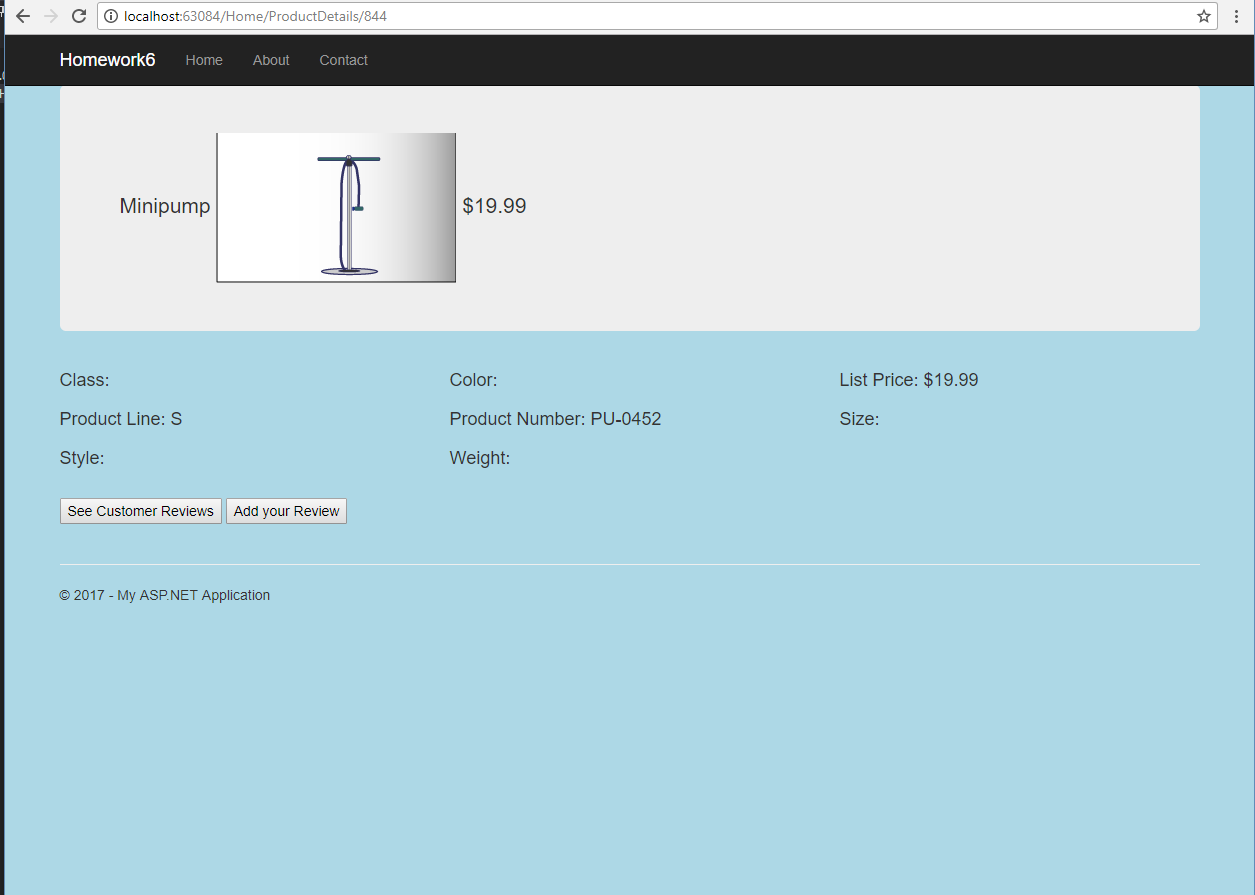 localhost:63084/Home/ProductDetails/844
Homework6 Home About Contact
Minipump $19.99
Class: Color: List Price: $19.99
Product Line: S Product Number: PU-0452 Size:
Style: Weight:
See Customer Reviews Add your Review
© 2017 - My ASP.NET Application